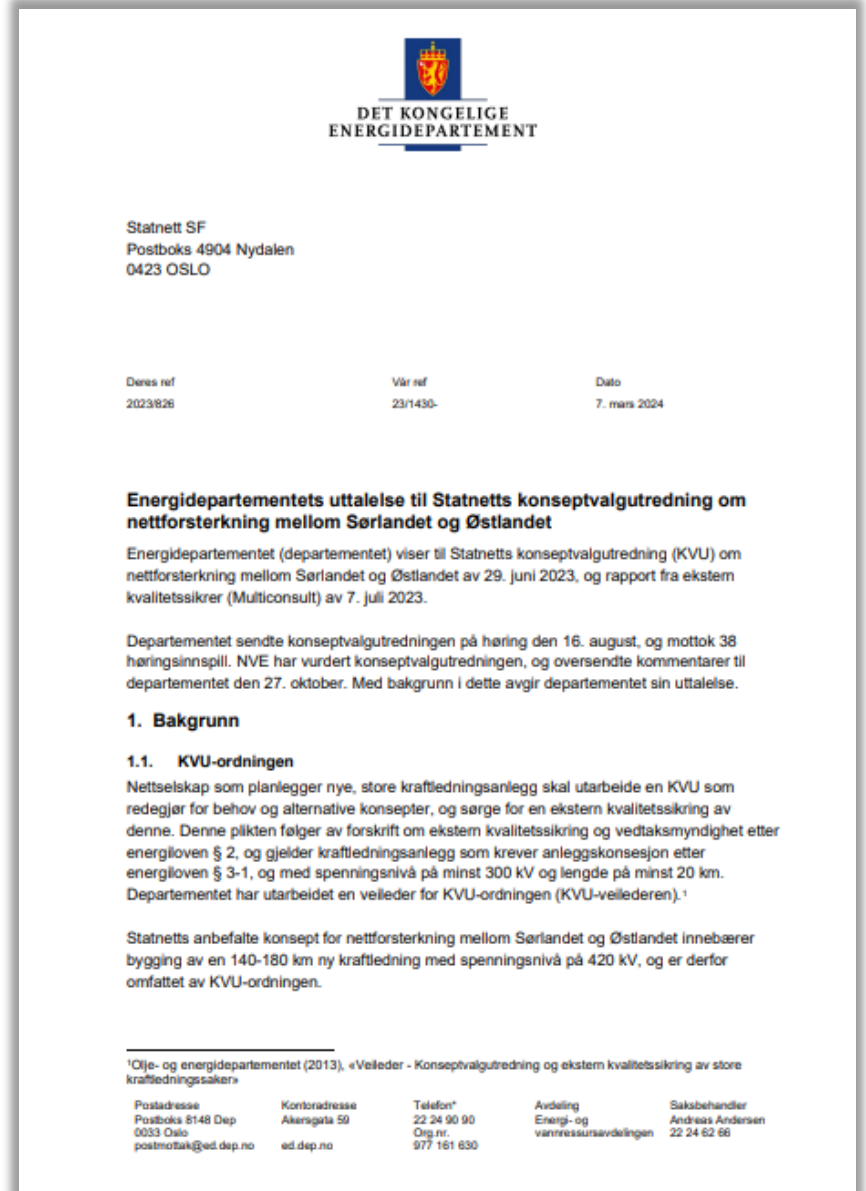 DET KONGELIGE
ENERGIDEPARTEMENT
Statnett SF
Postboks 4904 Nydalen
0423 OSLO
Deres ref Vår ref Dato
2023/826 23/1430- 7. mars 2024
Energidepartementets uttalelse til Statnetts konseptvalgutredning om
nettforsterkning mellom Sørlandet og Østlandet
Energidepartementet (departementet) viser til Statnetts konseptvalgutredning (KVU) om
nettforsterkning mellom Sørlandet og Østlandet av 29. juni 2023, og rapport fra ekstern
kvalitetssikrer (Multiconsult) av 7. juli 2023.
Departementet sendte konseptvalgutredningen på høring den 16. august, og mottok 38
høringsinnspill. NVE har vurdert konseptvalgutredningen, og oversendte kommentarer til
departementet den 27. oktober. Med bakgrunn i dette avgir departementet sin uttalelse.
1. Bakgrunn
1.1. KVU-ordningen
Nettselskap som planlegger nye, store kraftledningsanlegg skal utarbeide en KVU som
redegjør for behov og alternative konsepter, og sørge for en ekstern kvalitetssikring av
denne. Denne plikten følger av forskrift om ekstern kvalitetssikring og vedtaksmyndighet etter
energiloven § 2, og gjelder kraftledningsanlegg som krever anleggskonsesjon etter
energiloven § 3-1, og med spenningsnivå på minst 300 kV og lengde på minst 20 km.
Departementet har utarbeidet en veileder for KVU-ordningen (KVU-veilederen).¹
Statnetts anbefalte konsept for nettforsterkning mellom Sørlandet og Østlandet innebærer
bygging av en 140-180 km ny kraftledning med spenningsnivå på 420 kV, og er derfor
omfattet av KVU-ordningen.
¹Olje- og energidepartementet (2013), «Veileder - Konseptvalgutredning og ekstern kvalitetssikring av store
kraftledningssaker»
Postadresse Kontoradresse Telefon* Avdeling Saksbehandler
Postboks 8148 Dep Akersgata 59 22 24 90 90 Energi- og Andreas Andersen
0033 Oslo Org.nr. vannressursavdelingen 22 24 62 66
postmottak@ed.dep.no ed.dep.no 977 161 630